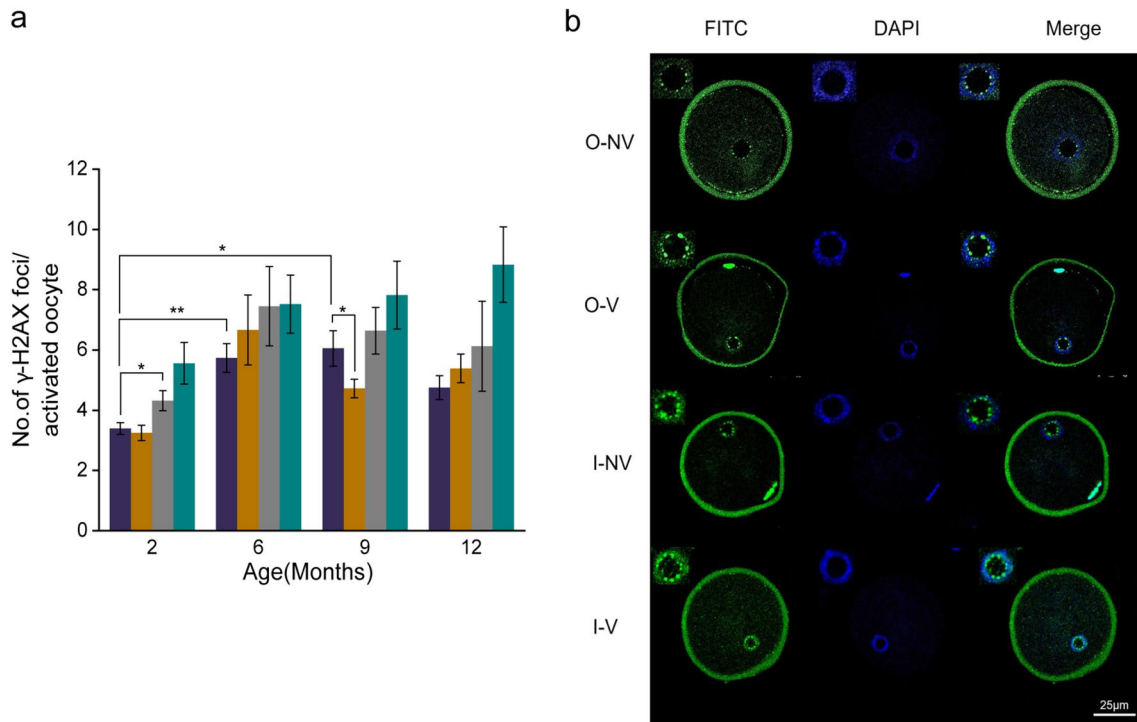 a
No.of γ-H2AX foci/
activated oocyte
12
10
8
6
4
2
0
*
**
*
*
2 6 9 12
Age(Months)
b
FITC DAPI Merge
O-NV
O-V
I-NV
I-V
25µm